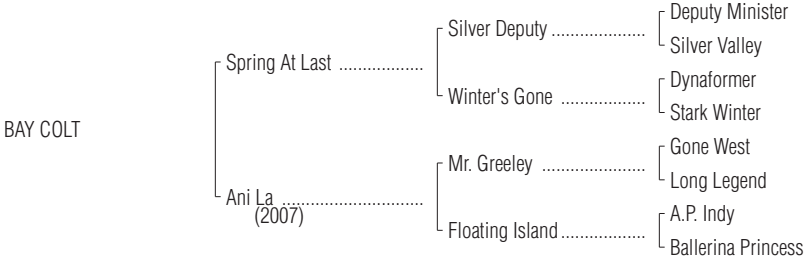 Deputy Minister
Silver Deputy ....................
Silver Valley
Spring At Last ..................
Dynaformer
Winter's Gone ..................
Stark Winter
BAY COLT
Gone West
Mr. Greeley ......................
Long Legend
Ani La ..............................
(2007)
A.P. Indy
Floating Island..................
Ballerina Princess